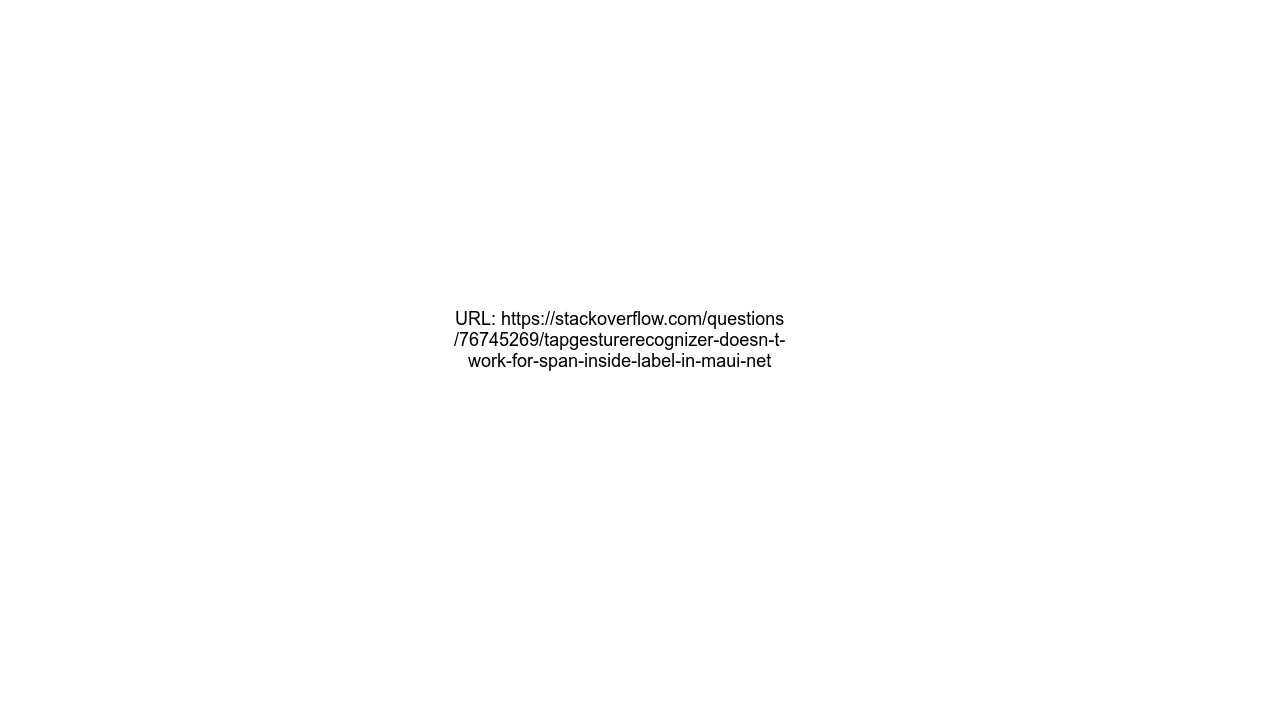 URL: https://stackoverflow.com/questions
/76745269/tapgesturerecognizer-doesn-t-
work-for-span-inside-label-in-maui-net